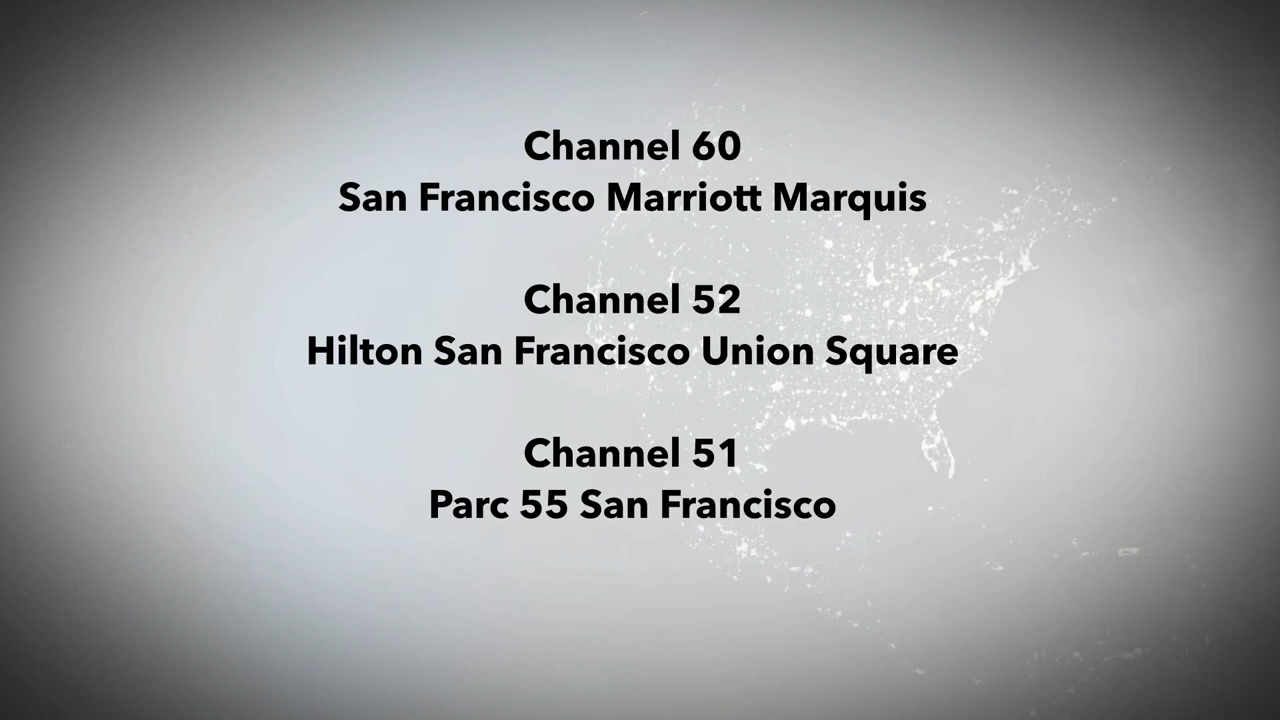 Channel 60
San Francisco Marriott Marquis
Channel 52
Hilton San Francisco Union Square
Channel 51
Parc 55 San Francisco